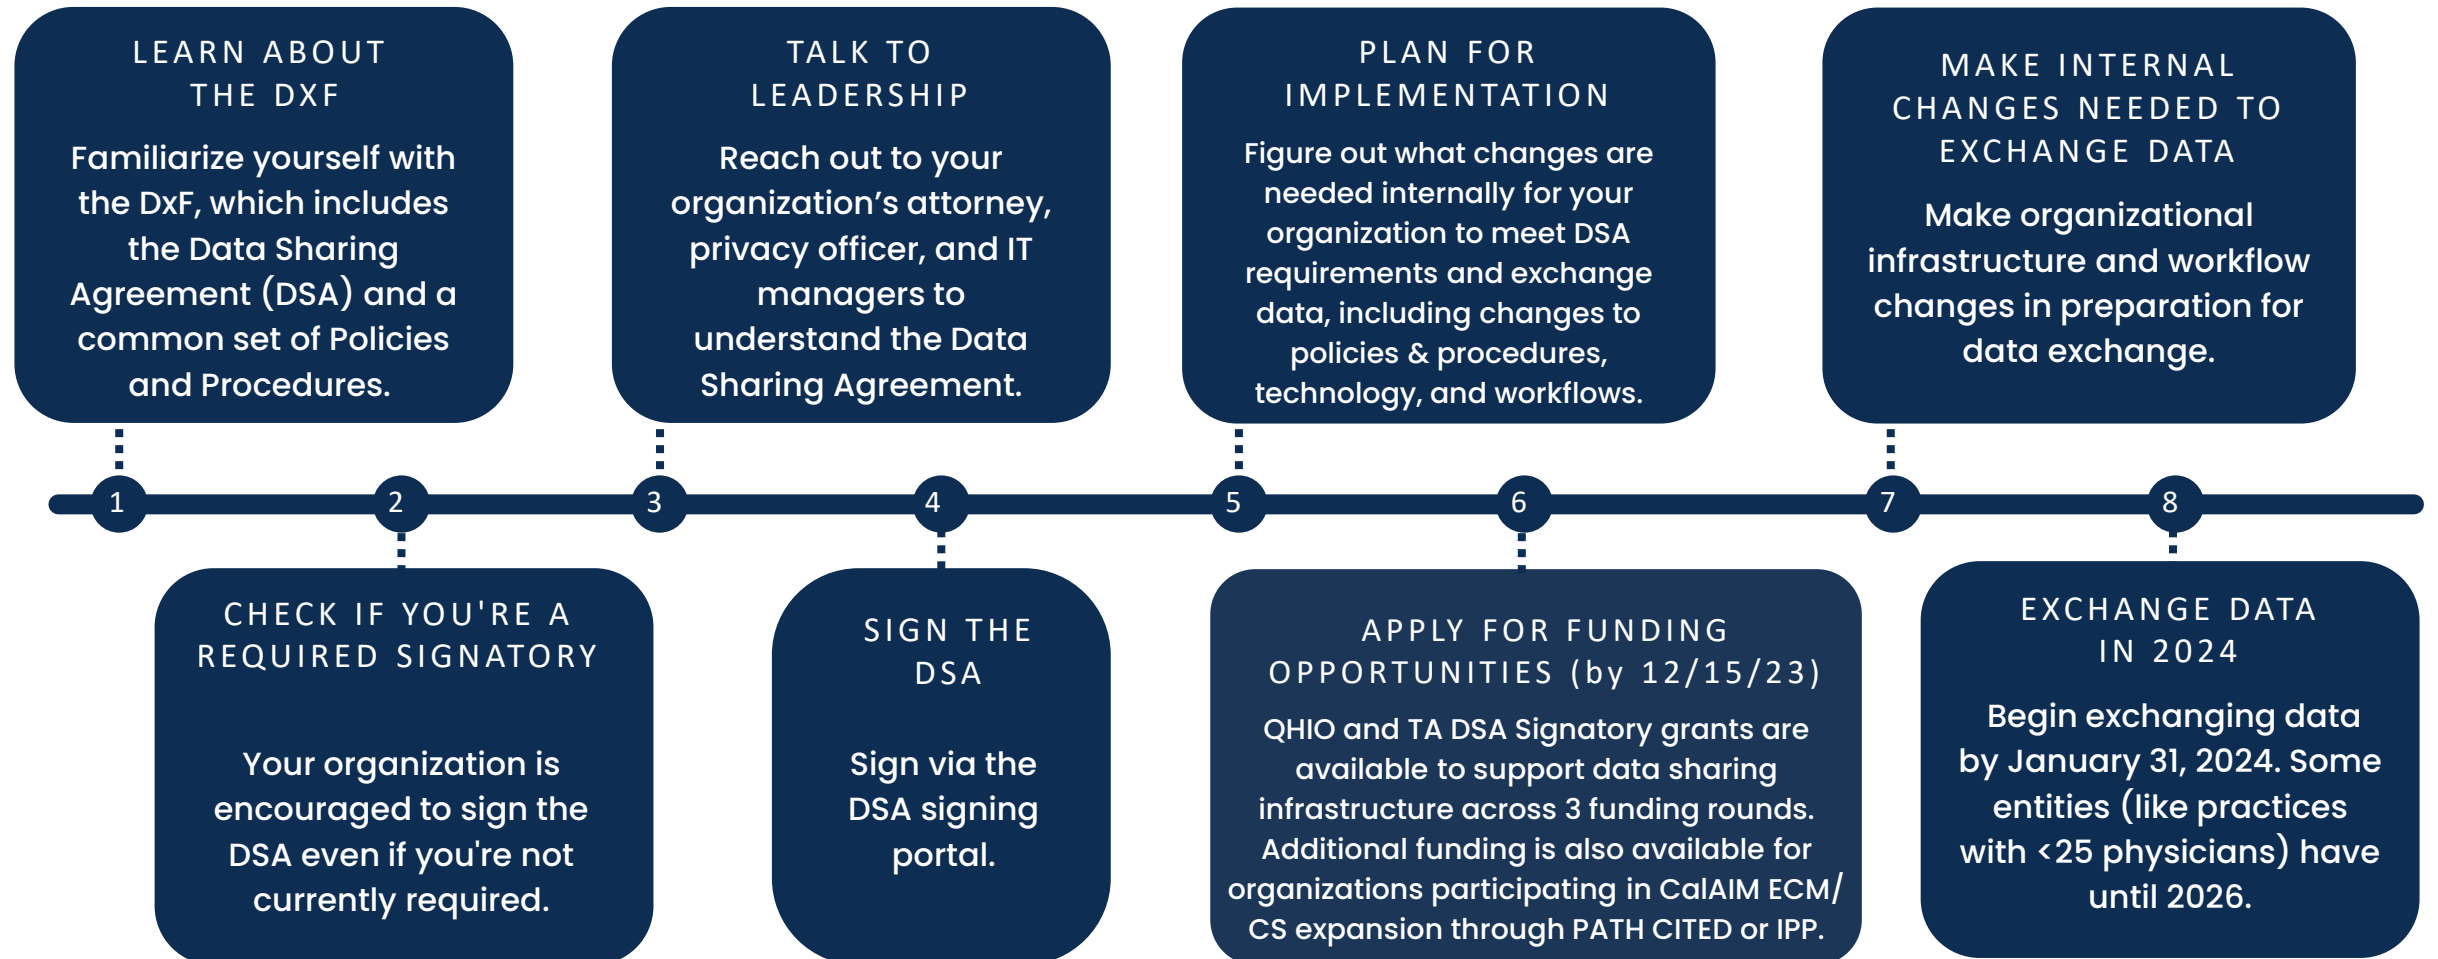 LEARN ABOUT
THE DXF
Familiarize yourself with
the DxF, which includes
the Data Sharing
Agreement (DSA) and a
common set of Policies
and Procedures.
TALK TO
LEADERSHIP
Reach out to your
organization’s attorney,
privacy officer, and IT
managers to
understand the Data
Sharing Agreement.
PLAN FOR
IMPLEMENTATION
Figure out what changes are
needed internally for your
organization to meet DSA
requirements and exchange
data, including changes to
policies & procedures,
technology, and workflows.
MAKE INTERNAL
CHANGES NEEDED TO
EXCHANGE DATA
Make organizational
infrastructure and workflow
changes in preparation for
data exchange.
1 2 3 4 5 6 7 8
CHECK IF YOU'RE A
REQUIRED SIGNATORY
Your organization is
encouraged to sign the
DSA even if you're not
currently required.
SIGN THE
DSA
Sign via the
DSA signing
portal.
APPLY FOR FUNDING
OPPORTUNITIES (by 12/15/23)
QHIO and TA DSA Signatory grants are
available to support data sharing
infrastructure across 3 funding rounds.
Additional funding is also available for
organizations participating in CalAIM ECM/
CS expansion through PATH CITED or IPP.
EXCHANGE DATA
IN 2024
Begin exchanging data
by January 31, 2024. Some
entities (like practices
with <25 physicians) have
until 2026.